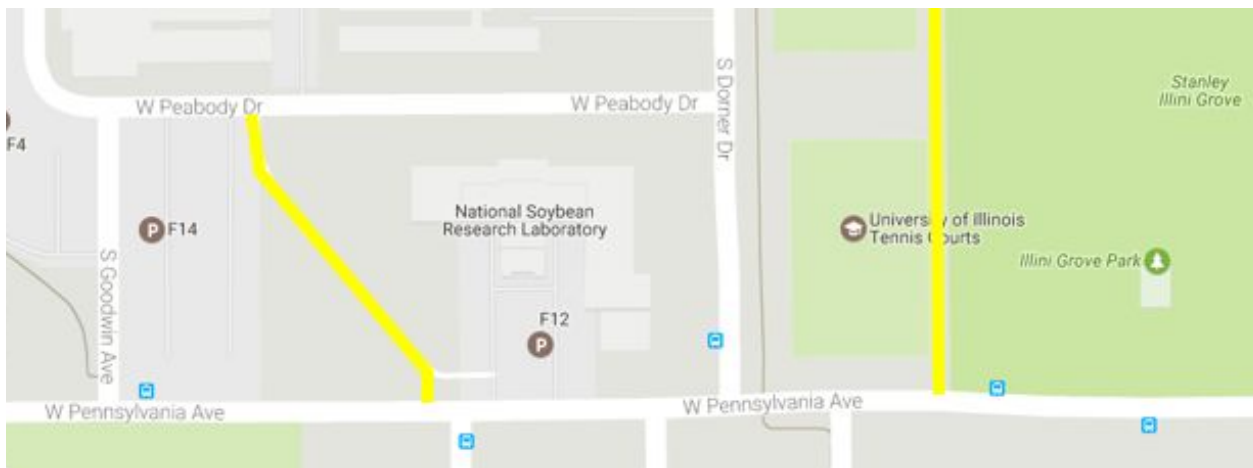 Stanley
Illini Grove
W Peabody Dr
W Peabody Dr
S Dorner Dr
F4
National Soybean
Research Laboratory
F14
University of Illinois
Tennis Courts
Illini Grove Park
S Goodwin Ave
F12
W Pennsylvania Ave
W Pennsylvania Ave